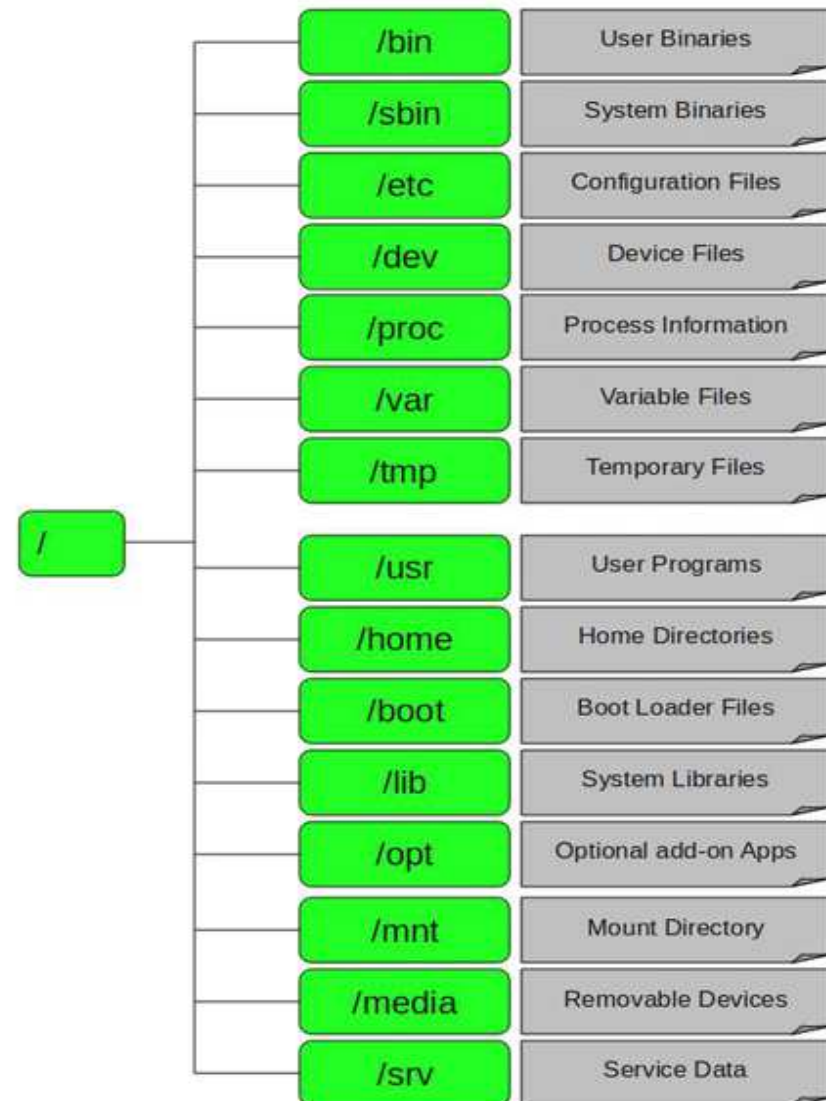 /bin
User Binaries
/sbin
System Binaries
/etc
Configuration Files
/dev
Device Files
/proc
Process Information
/var
Variable Files
/tmp
Temporary Files
/
/usr
User Programs
/home
Home Directories
/boot
Boot Loader Files
/lib
System Libraries
/opt
Optional add-on Apps
/mnt
Mount Directory
/media
Removable Devices
/srv
Service Data